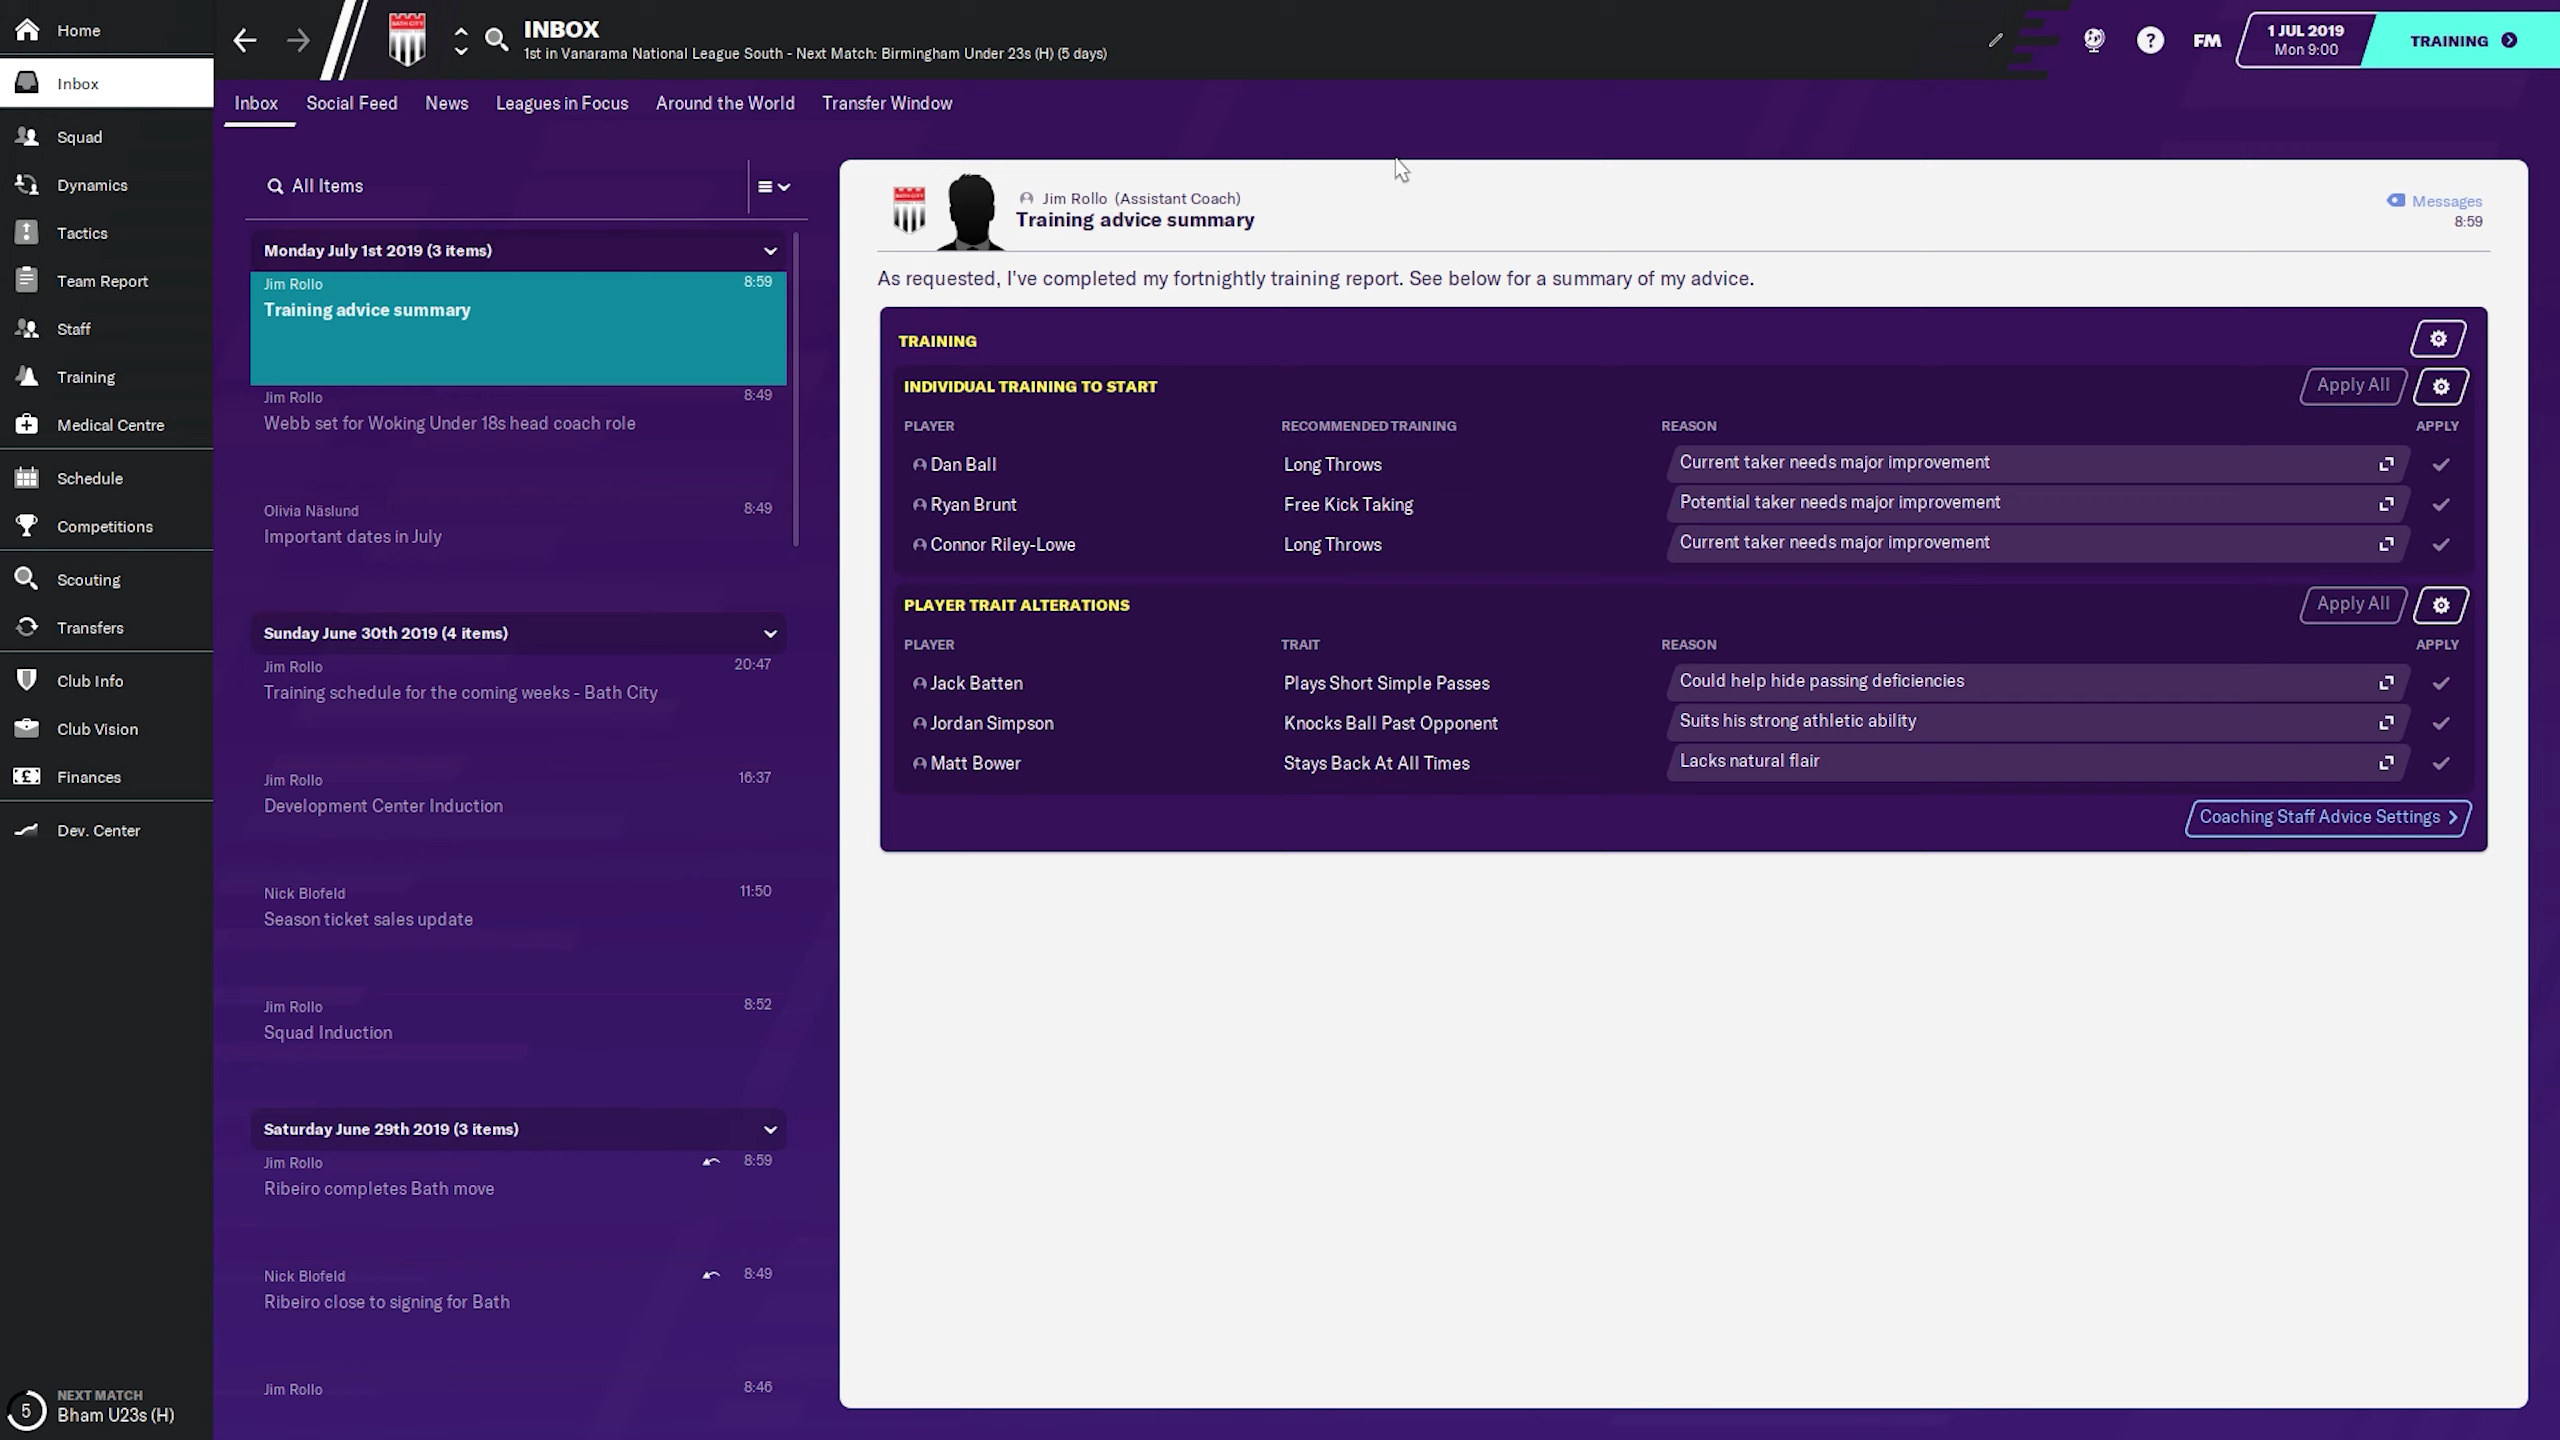 Home
Inbox
Squad
Dynamics
Tactics
Team Report
Staff
Training
Medical Centre
Schedule
Competitions
Scouting
Transfers
Club Info
Club Vision
Finances
Dev. Center
5
NEXT MATCH
Bham U23s (H)
BATH CITY
INBOX
1st in Vanarama National League South - Next Match: Birmingham Under 23s (H) (5 days)
?
FM
1 JUL 2019
Mon 9:00
TRAINING
Inbox Social Feed News Leagues in Focus Around the World Transfer Window
All Items
Monday July 1st 2019 (3 items)
Jim Rollo 8:59
Training advice summary
Jim Rollo 8:49
Webb set for Woking Under 18s head coach role
Olivia Näslund 8:49
Important dates in July
Sunday June 30th 2019 (4 items)
Jim Rollo 20:47
Training schedule for the coming weeks - Bath City
Jim Rollo 16:37
Development Center Induction
Nick Blofeld 11:50
Season ticket sales update
Jim Rollo 8:52
Squad Induction
Saturday June 29th 2019 (3 items)
Jim Rollo 8:59
Ribeiro completes Bath move
Nick Blofeld 8:49
Ribeiro close to signing for Bath
Jim Rollo 8:46
Jim Rollo (Assistant Coach)
Training advice summary
Messages
8:59
As requested, I've completed my fortnightly training report. See below for a summary of my advice.
TRAINING
INDIVIDUAL TRAINING TO START Apply All
PLAYER RECOMMENDED TRAINING REASON APPLY
Dan Ball Long Throws Current taker needs major improvement
Ryan Brunt Free Kick Taking Potential taker needs major improvement
Connor Riley-Lowe Long Throws Current taker needs major improvement
PLAYER TRAIT ALTERATIONS Apply All
PLAYER TRAIT REASON APPLY
Jack Batten Plays Short Simple Passes Could help hide passing deficiencies
Jordan Simpson Knocks Ball Past Opponent Suits his strong athletic ability
Matt Bower Stays Back At All Times Lacks natural flair
Coaching Staff Advice Settings